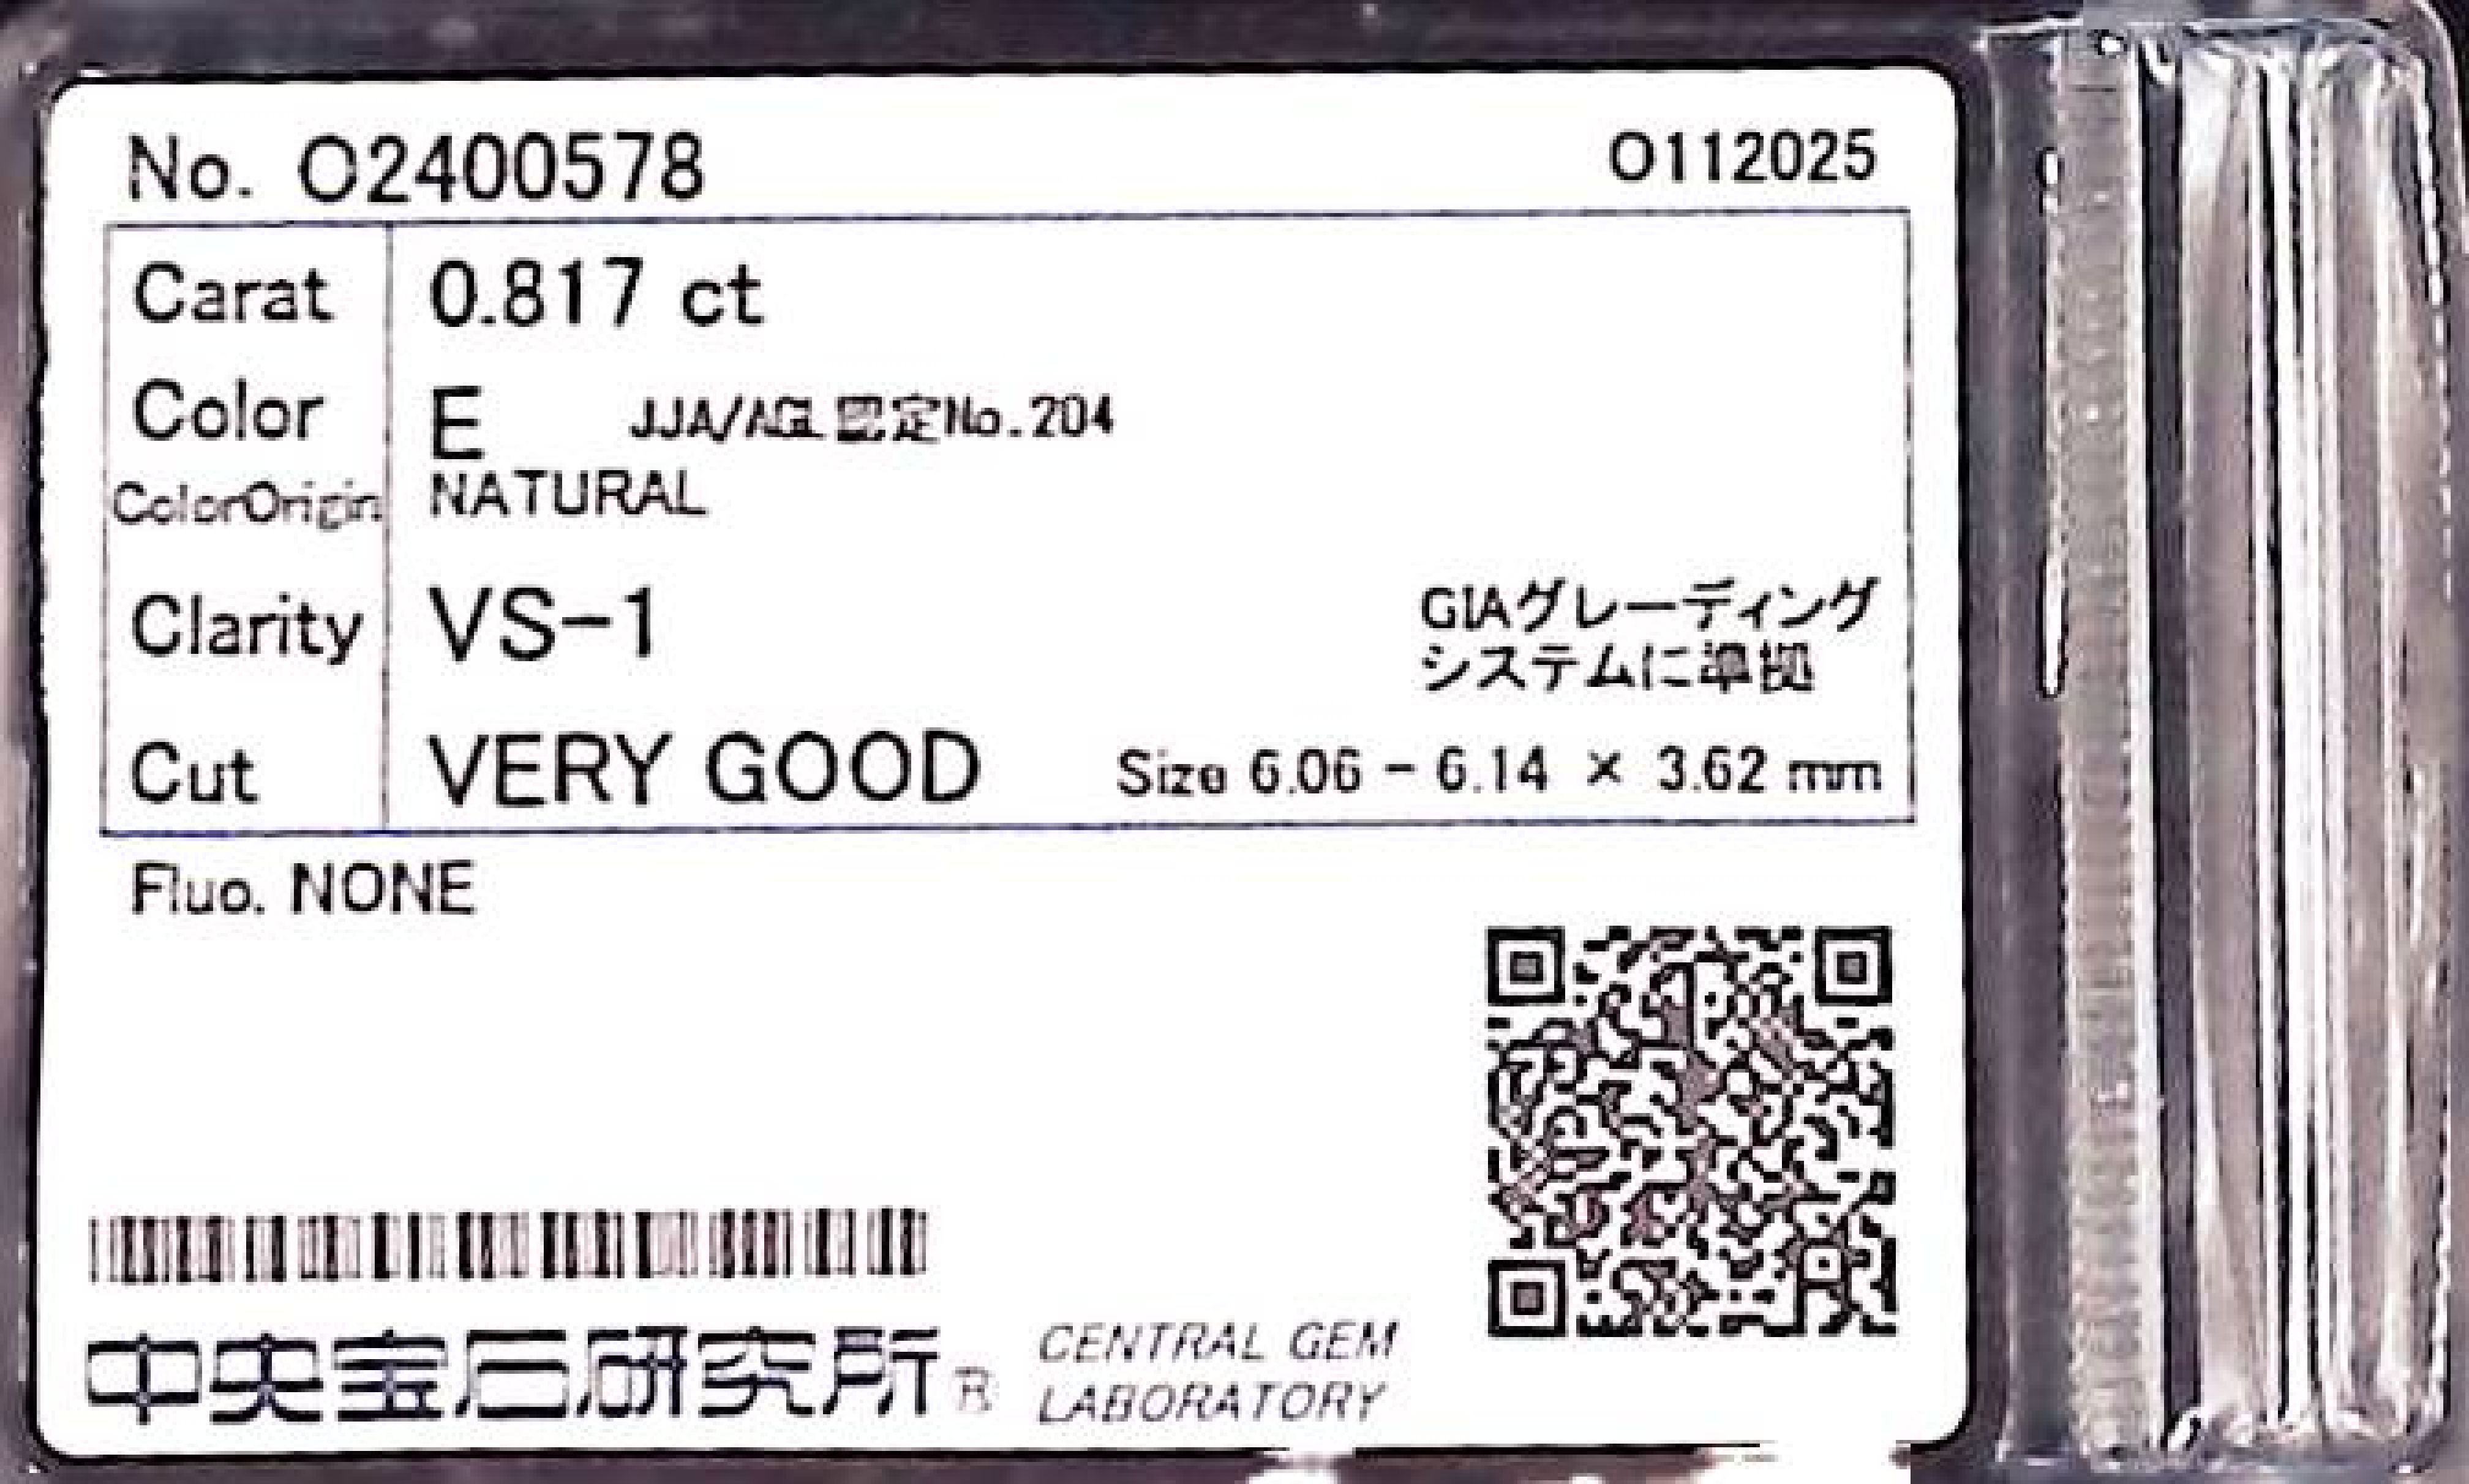 No. O2400578 O112025
Carat 0.817 ct
Color E JJA/AGL認定No.204
ColorOrigin NATURAL
Clarity VS-1 GIAグレーディング
システムに準拠
Cut VERY GOOD Size 6.06 - 6.14 × 3.62 mm
Fluo. NONE
中央宝石研究所® CENTRAL GEM
LABORATORY